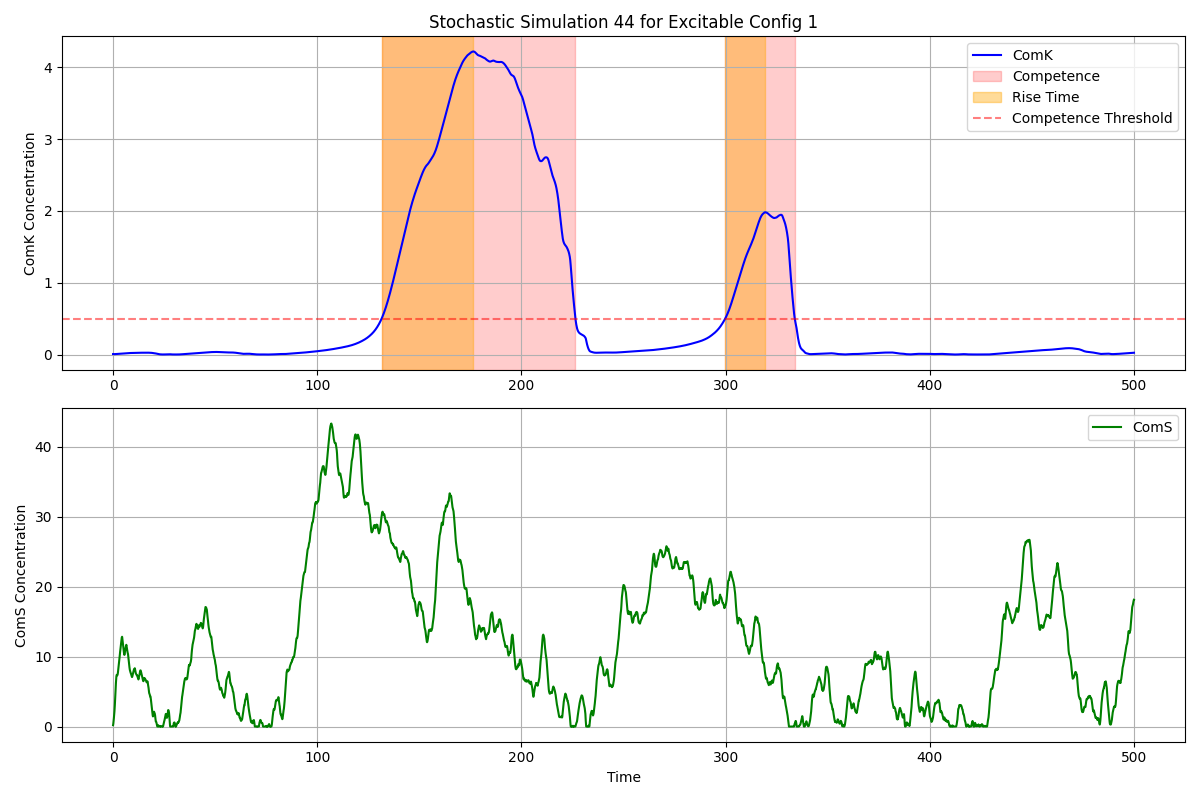 Stochastic Simulation 44 for Excitable Config 1
ComK Concentration
4
3
2
1
0
ComK
Competence
Rise Time
Competence Threshold
0 100 200 300 400 500
ComS Concentration
40
30
20
10
0
ComS
0 100 200 300 400 500
Time